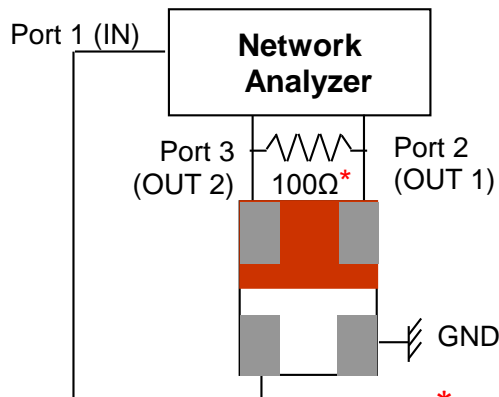 Port 1 (IN)
Network
Analyzer
Port 3
(OUT 2)
100Ω*
Port 2
(OUT 1)
GND
*